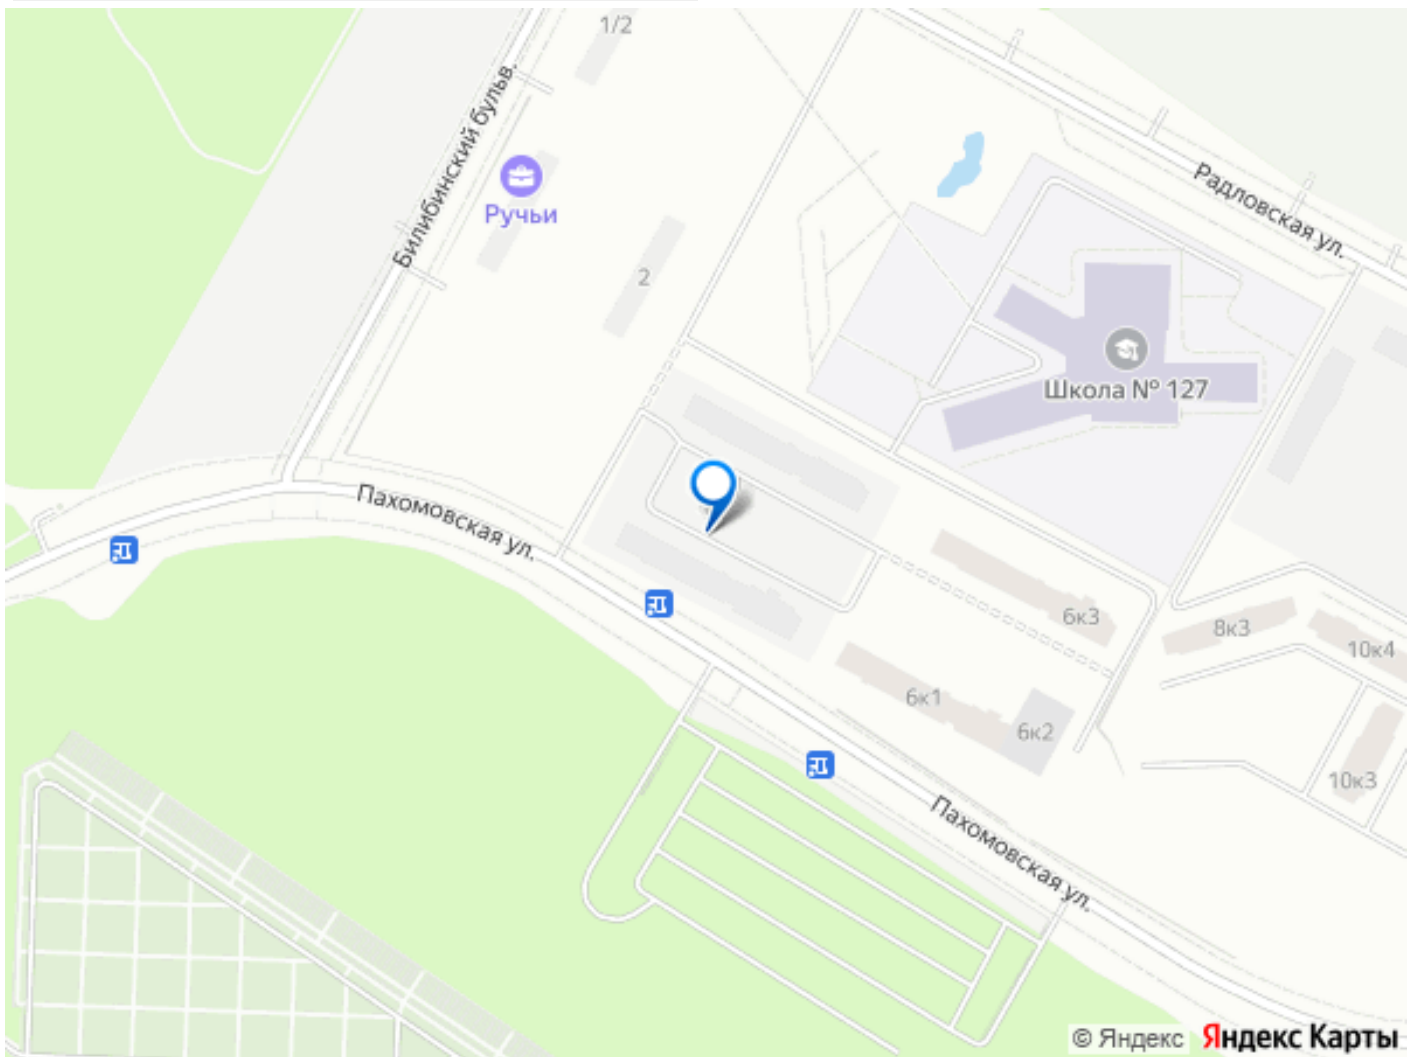 1/2
Билибинский бульв.
Ручьи
2
Радловская ул.
Школа № 127
Пахомовская ул.
6к3
8к3
10к4
6к1
6к2
10к3
Пахомовская ул.
© Яндекс Яндекс Карты